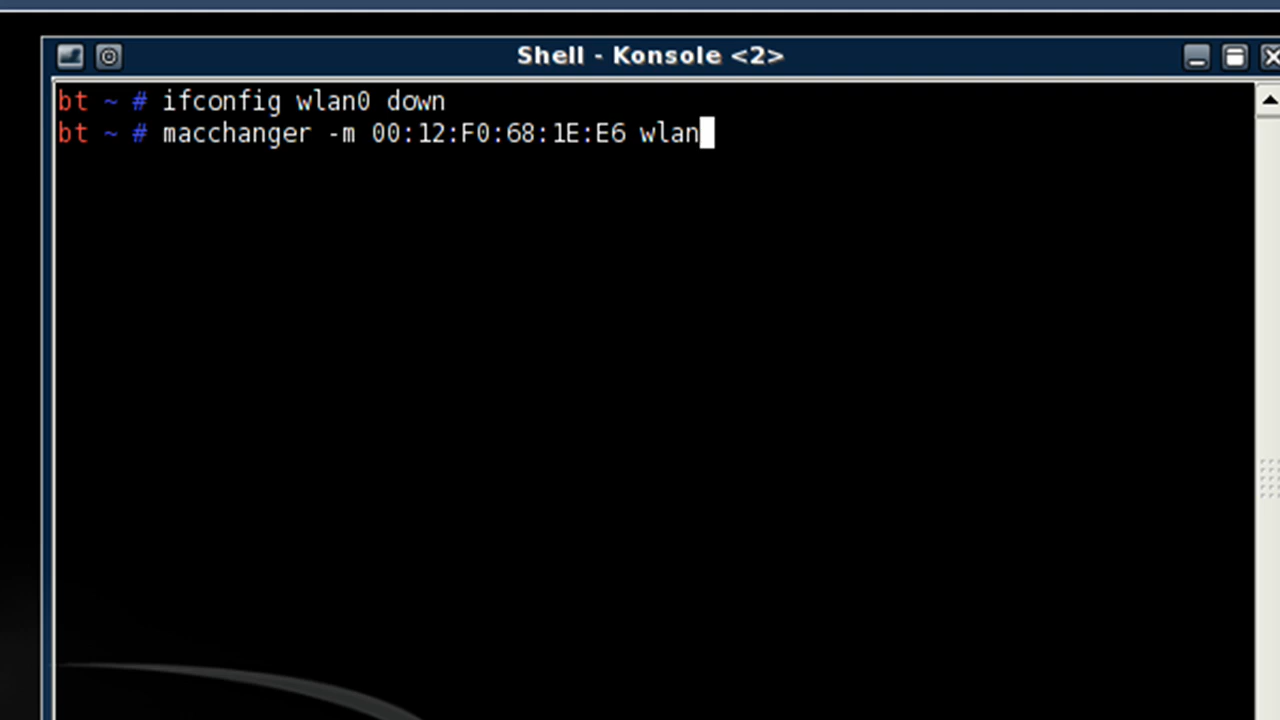 Shell - Konsole <2>
bt ~ # ifconfig wlan0 down
bt ~ # macchanger -m 00:12:F0:68:1E:E6 wlan